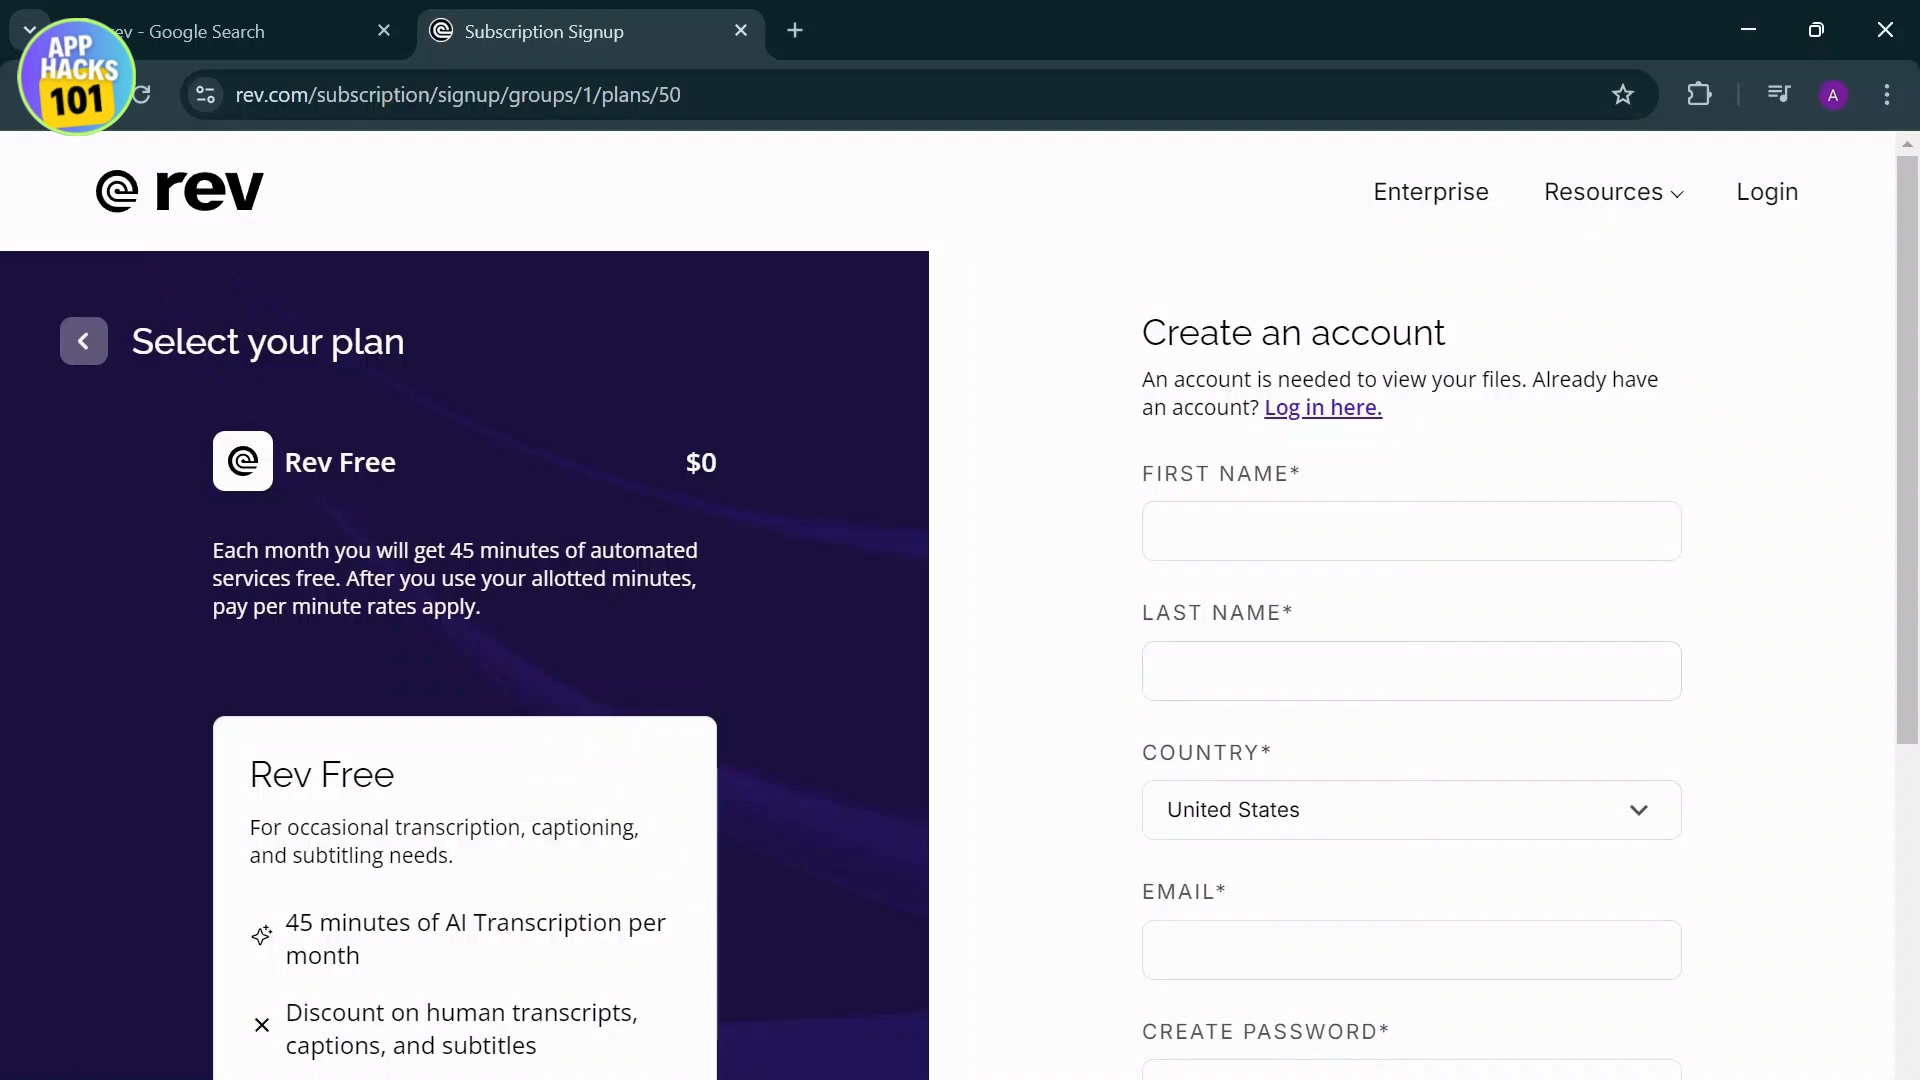 rev - Google Search
Subscription Signup
APP
HACKS
101
rev.com/subscription/signup/groups/1/plans/50
A
rev
Enterprise
Resources
Login
Select your plan
Rev Free
$0
Each month you will get 45 minutes of automated
services free. After you use your allotted minutes,
pay per minute rates apply.
Rev Free
For occasional transcription, captioning,
and subtitling needs.
45 minutes of AI Transcription per
month
Discount on human transcripts,
captions, and subtitles
Create an account
An account is needed to view your files. Already have
an account? Log in here.
FIRST NAME*
LAST NAME*
COUNTRY*
United States
EMAIL*
CREATE PASSWORD*